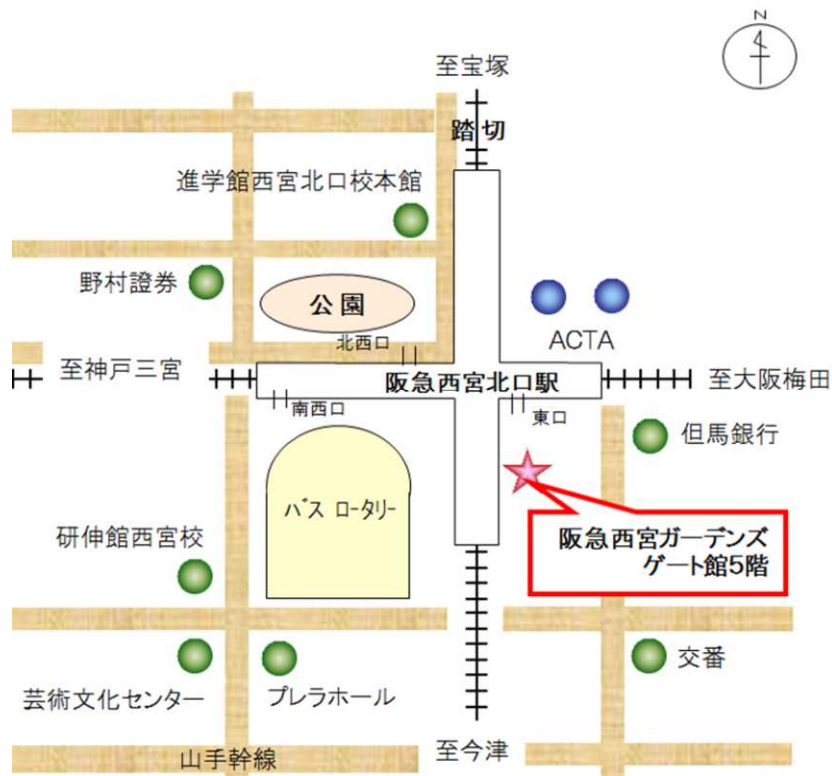 N
至宝塚
踏切
進学館西宮北口校本館
野村證券
公園
北西口
ACTA
至神戸三宮
阪急西宮北口駅
至大阪梅田
南西口
東口
但馬銀行
バス ロータリー
阪急西宮ガーデンズ
ゲート館5階
研伸館西宮校
芸術文化センター
プレラホール
交番
山手幹線
至今津